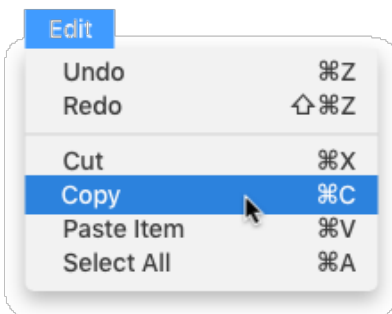 Edit
Undo ⌘Z
Redo ⇧⌘Z
Cut ⌘X
Copy ⌘C
Paste Item ⌘V
Select All ⌘A